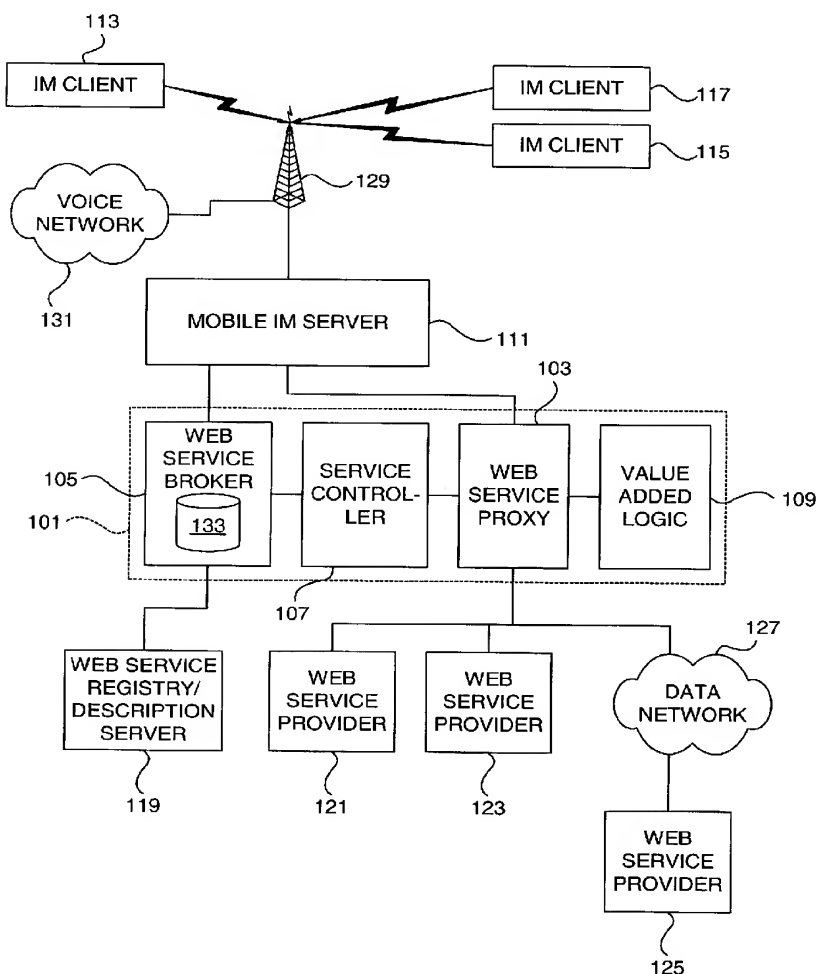 113
IM CLIENT
IM CLIENT
117
IM CLIENT
115
129
VOICE
NETWORK
131
MOBILE IM SERVER
111
103
WEB
SERVICE
BROKER
133
105
101
SERVICE
CONTROL-
LER
107
WEB
SERVICE
PROXY
VALUE
ADDED
LOGIC
109
WEB SERVICE
REGISTRY/
DESCRIPTION
SERVER
119
WEB
SERVICE
PROVIDER
121
WEB
SERVICE
PROVIDER
123
127
DATA
NETWORK
WEB
SERVICE
PROVIDER
125